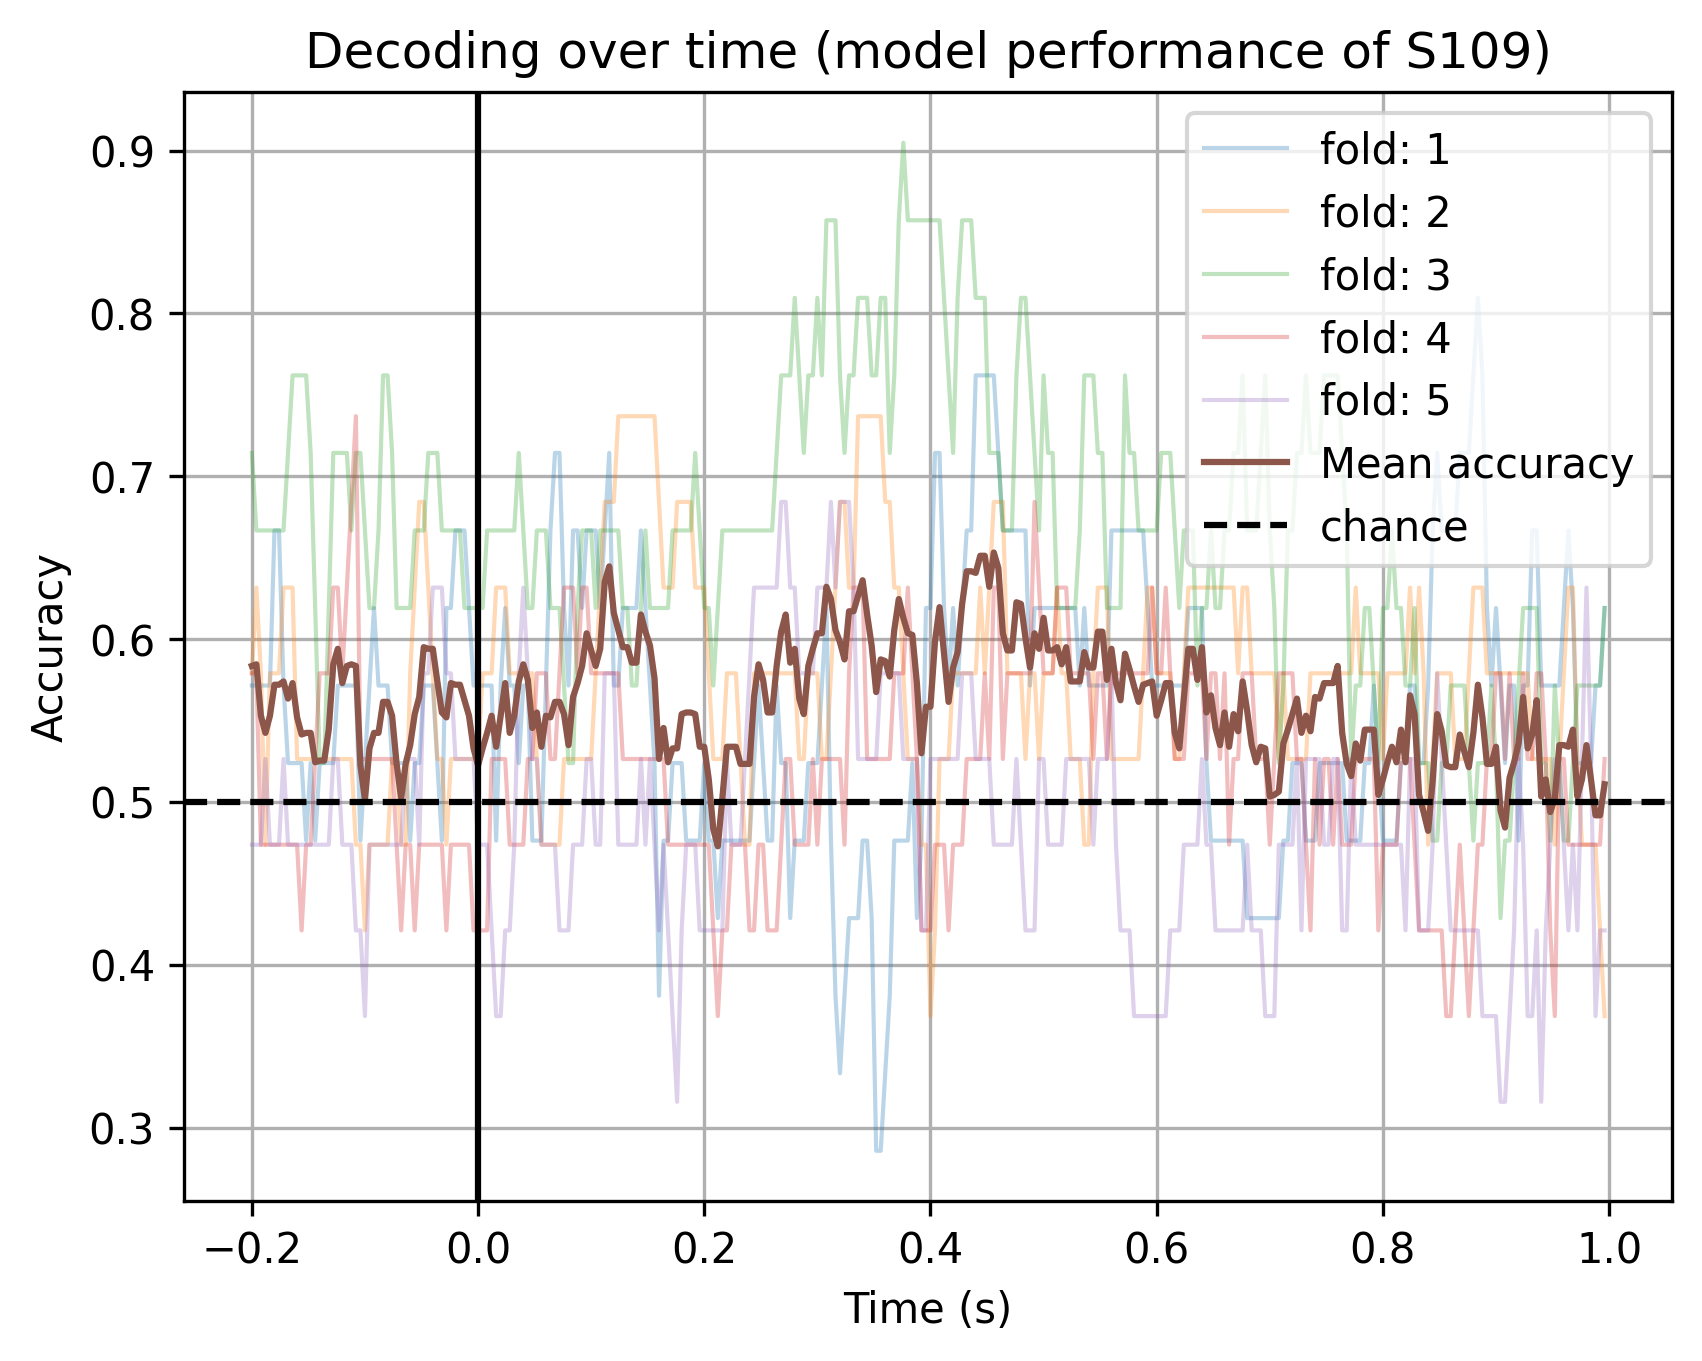 Decoding over time (model performance of S109)
Accuracy
0.9
0.8
0.7
0.6
0.5
0.4
0.3
fold: 1
fold: 2
fold: 3
fold: 4
fold: 5
Mean accuracy
chance
−0.2 0.0 0.2 0.4 0.6 0.8 1.0
Time (s)